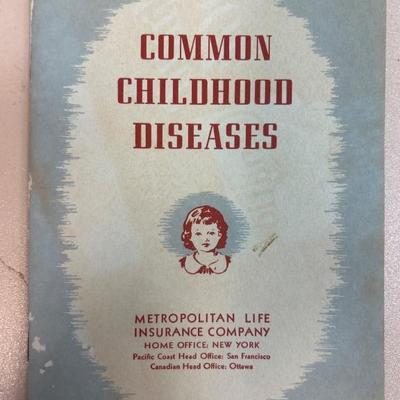 COMMON
CHILDHOOD
DISEASES
METROPOLITAN LIFE
INSURANCE COMPANY
HOME OFFICE: NEW YORK
Pacific Coast Head Office: San Francisco
Canadian Head Office: Ottawa